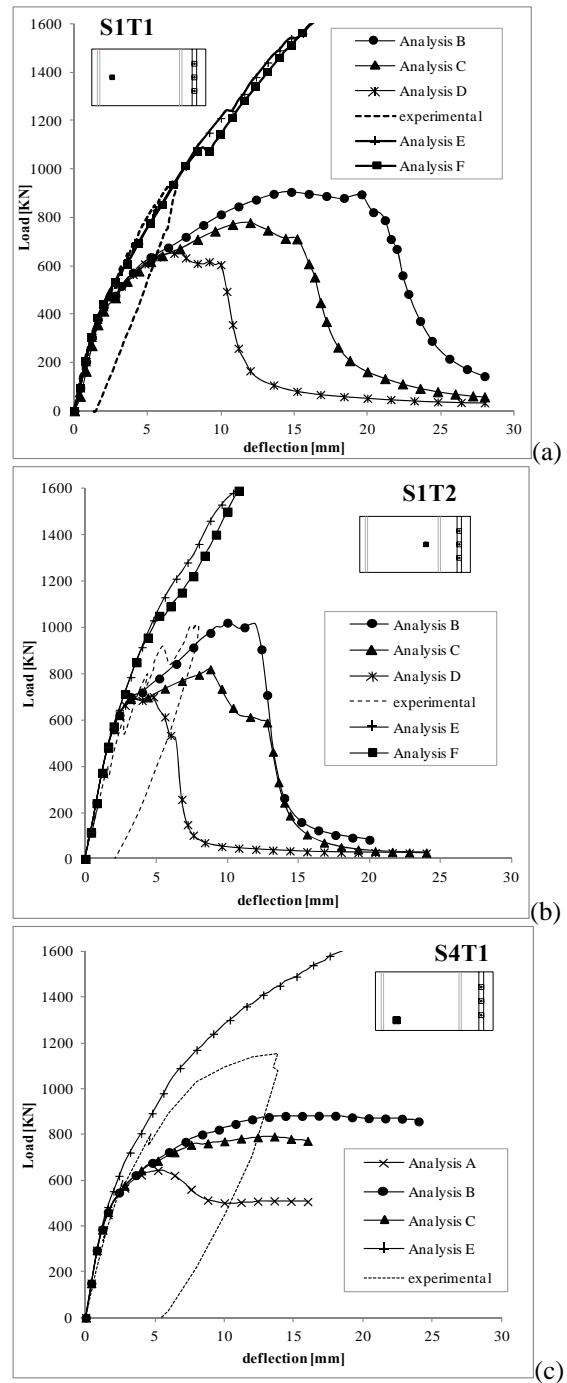 S1T1
1600
1400
1200
1000
800
600
400
200
0
Load [KN]
Analysis B
Analysis C
Analysis D
experimental
Analysis E
Analysis F
0 5 10 15 20 25 30
deflection [mm]
(a)
S1T2
1600
1400
1200
1000
800
600
400
200
0
Load [KN]
Analysis B
Analysis C
Analysis D
experimental
Analysis E
Analysis F
0 5 10 15 20 25 30
deflection [mm]
(b)
S4T1
1600
1400
1200
1000
800
600
400
200
0
Load [KN]
Analysis A
Analysis B
Analysis C
Analysis E
experimental
0 5 10 15 20 25 30
deflection [mm]
(c)